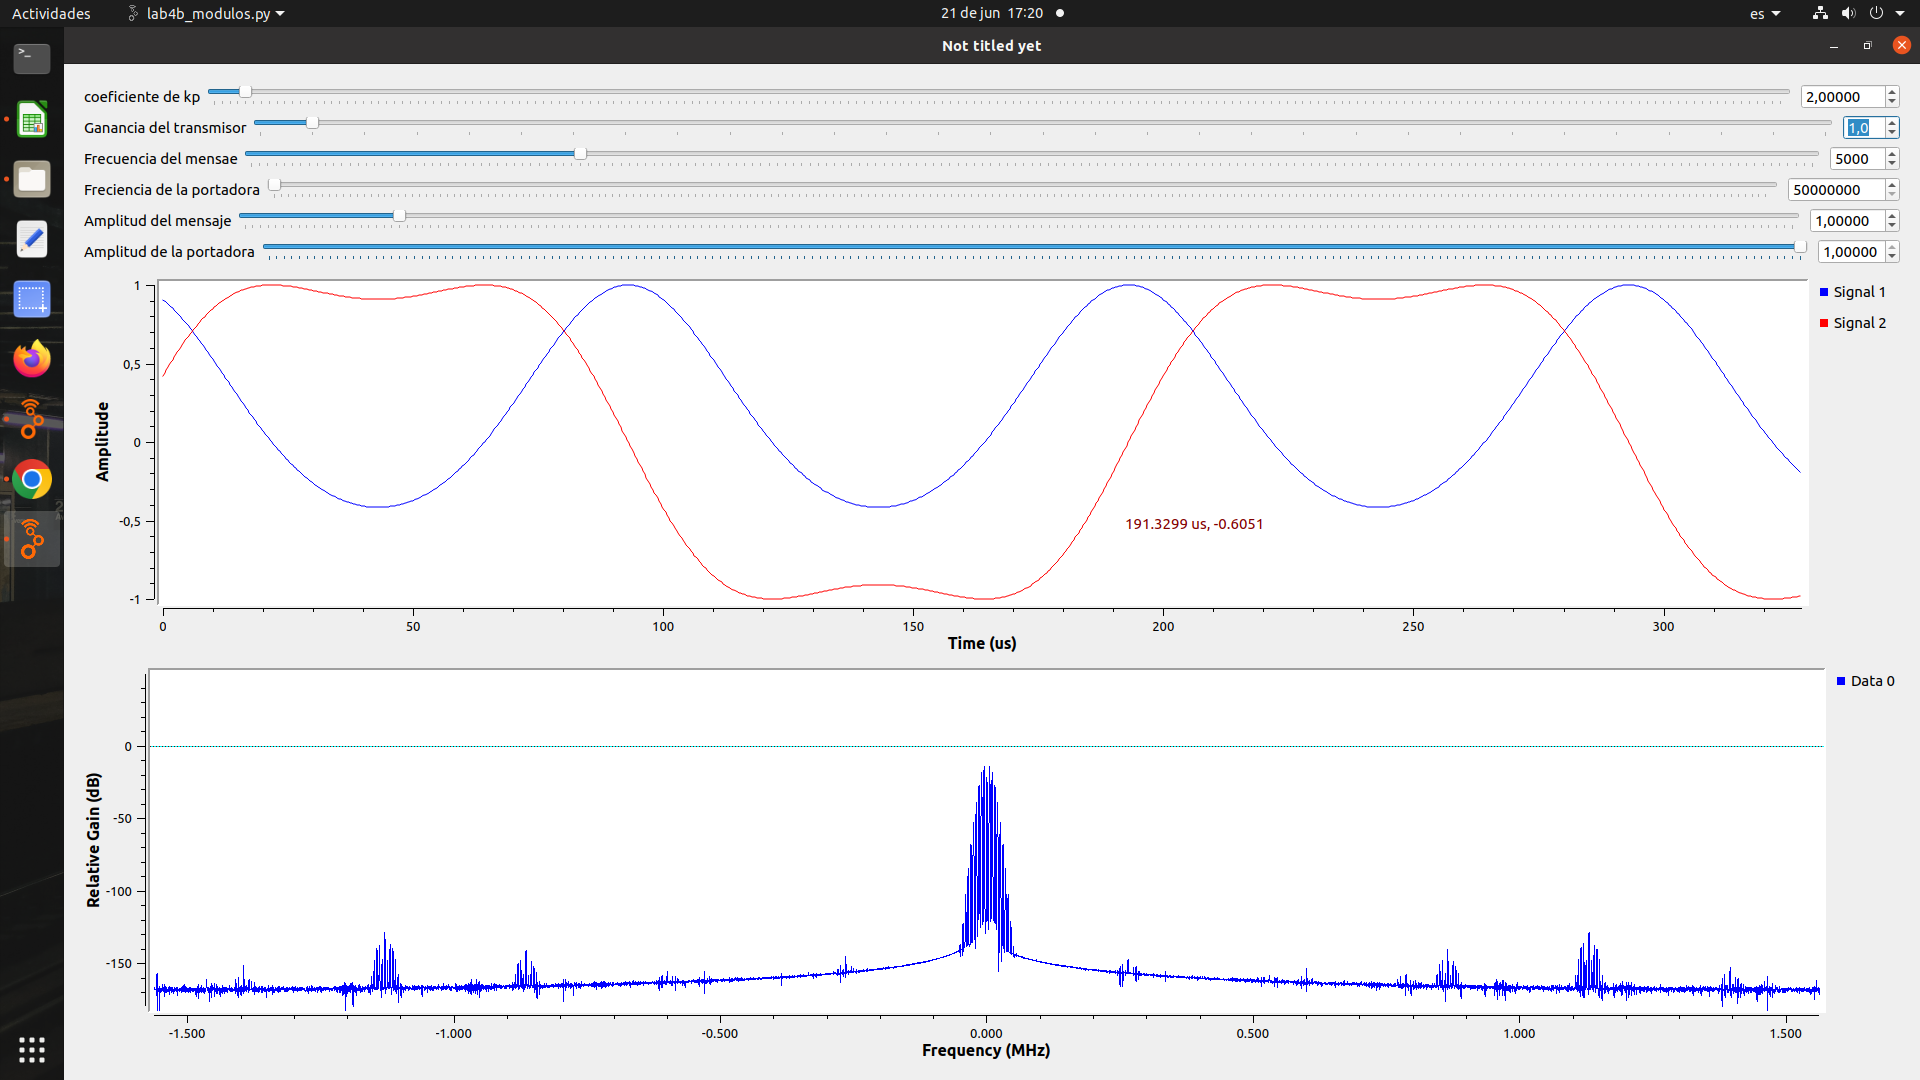 Actividades
lab4b_modulos.py
21 de jun 17:20
es
Not titled yet
coeficiente de kp
2,00000
Ganancia del transmisor
1,0
Frecuencia del mensae
5000
Freciencia de la portadora
50000000
Amplitud del mensaje
1,00000
Amplitud de la portadora
1,00000
Signal 1
Signal 2
Amplitude
1
0,5
0
-0,5
-1
191.3299 us, -0.6051
0 50 100 150 200 250 300
Time (us)
Data 0
Relative Gain (dB)
0
-50
-100
-150
-1.500 -1.000 -0.500 0.000 0.500 1.000 1.500
Frequency (MHz)